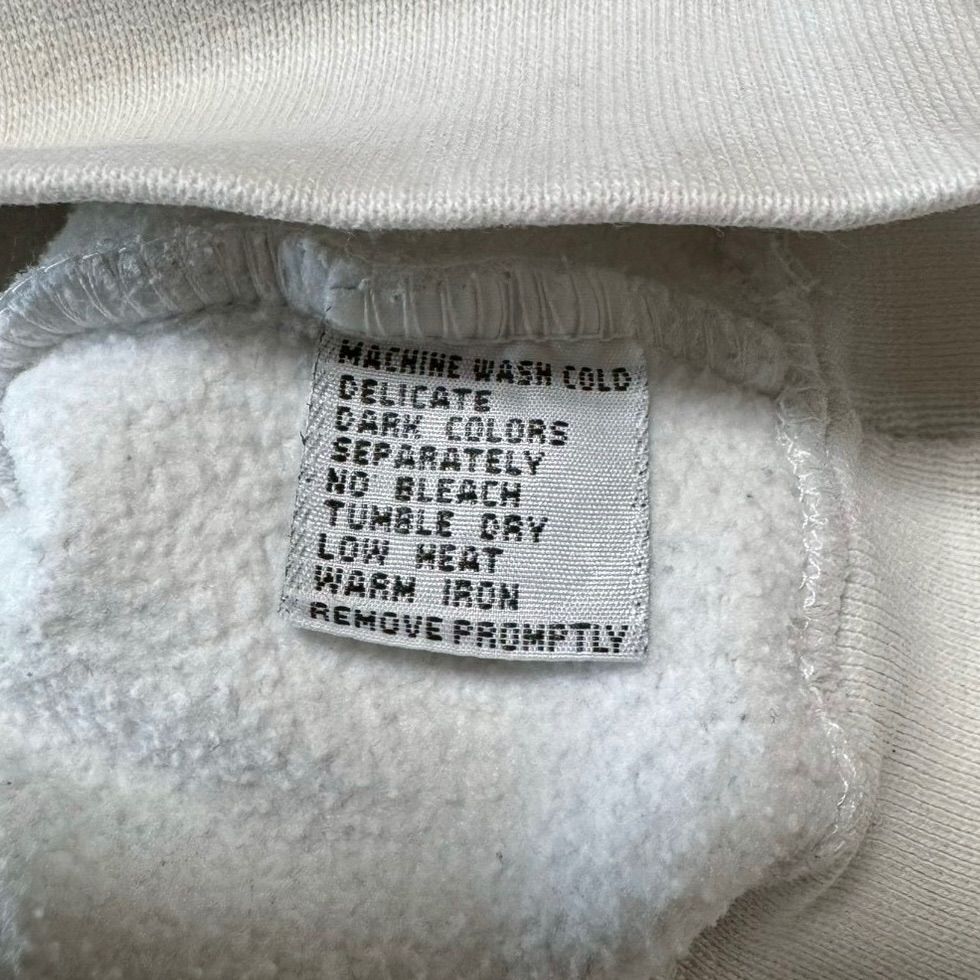 MACHINE WASH COLD
DELICATE
DARK COLORS
SEPARATELY
NO BLEACH
TUMBLE DRY
LOW HEAT
WARM IRON
REMOVE PROMPTLY